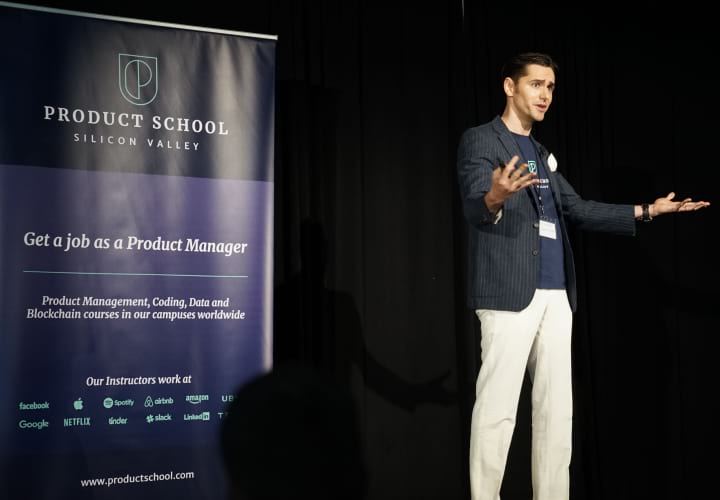 P
PRODUCT SCHOOL
SILICON VALLEY
Get a job as a Product Manager
Product Management, Coding, Data and
Blockchain courses in our campuses worldwide
Our Instructors work at
facebook Spotify airbnb amazon UB
Google NETFLIX tinder slack LinkedIn T
www.productschool.com